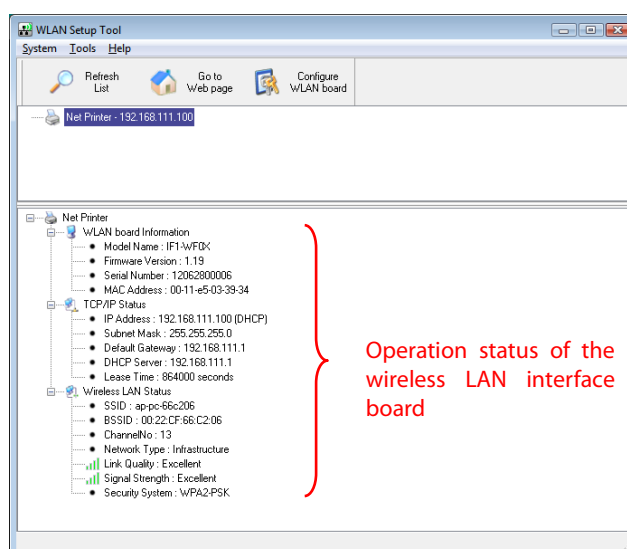 WLAN Setup Tool
System Tools Help
Refresh List
Go to Web page
Configure WLAN board
Net Printer - 192.168.111.100
Net Printer
WLAN board Information
Model Name : IF1-WF0X
Firmware Version : 1.19
Serial Number : 12062800006
MAC Address : 00-11-e5-03-39-34
TCP/IP Status
IP Address : 192.168.111.100 (DHCP)
Subnet Mask : 255.255.255.0
Default Gateway : 192.168.111.1
DHCP Server : 192.168.111.1
Lease Time : 864000 seconds
Wireless LAN Status
SSID : ap-pc-66c206
BSSID : 00:22:CF:66:C2:06
ChannelNo : 13
Network Type : Infrastructure
Link Quality : Excellent
Signal Strength : Excellent
Security System : WPA2-PSK
Operation status of the
wireless LAN interface
board